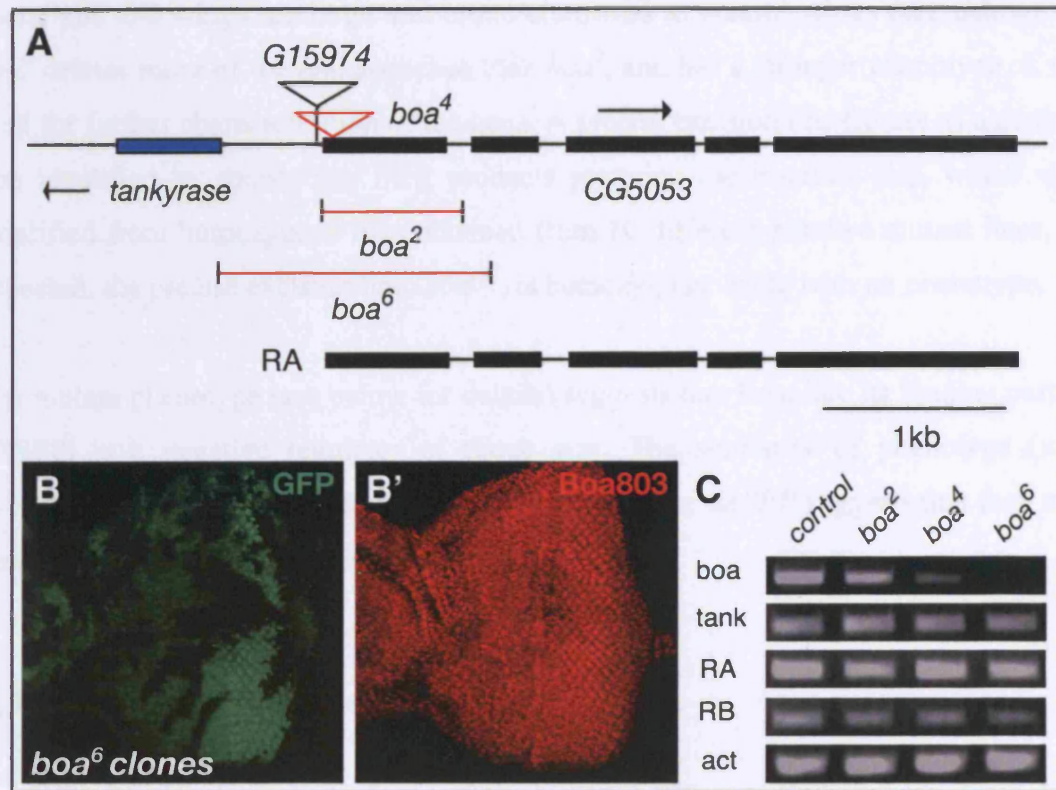 A
G15974
boa⁴
tankyrase
CG5053
boa²
boa⁶
RA
1kb
B
GFP
boa⁶ clones
B'
Boa803
C
control boa² boa⁴ boa⁶
boa
tank
RA
RB
act